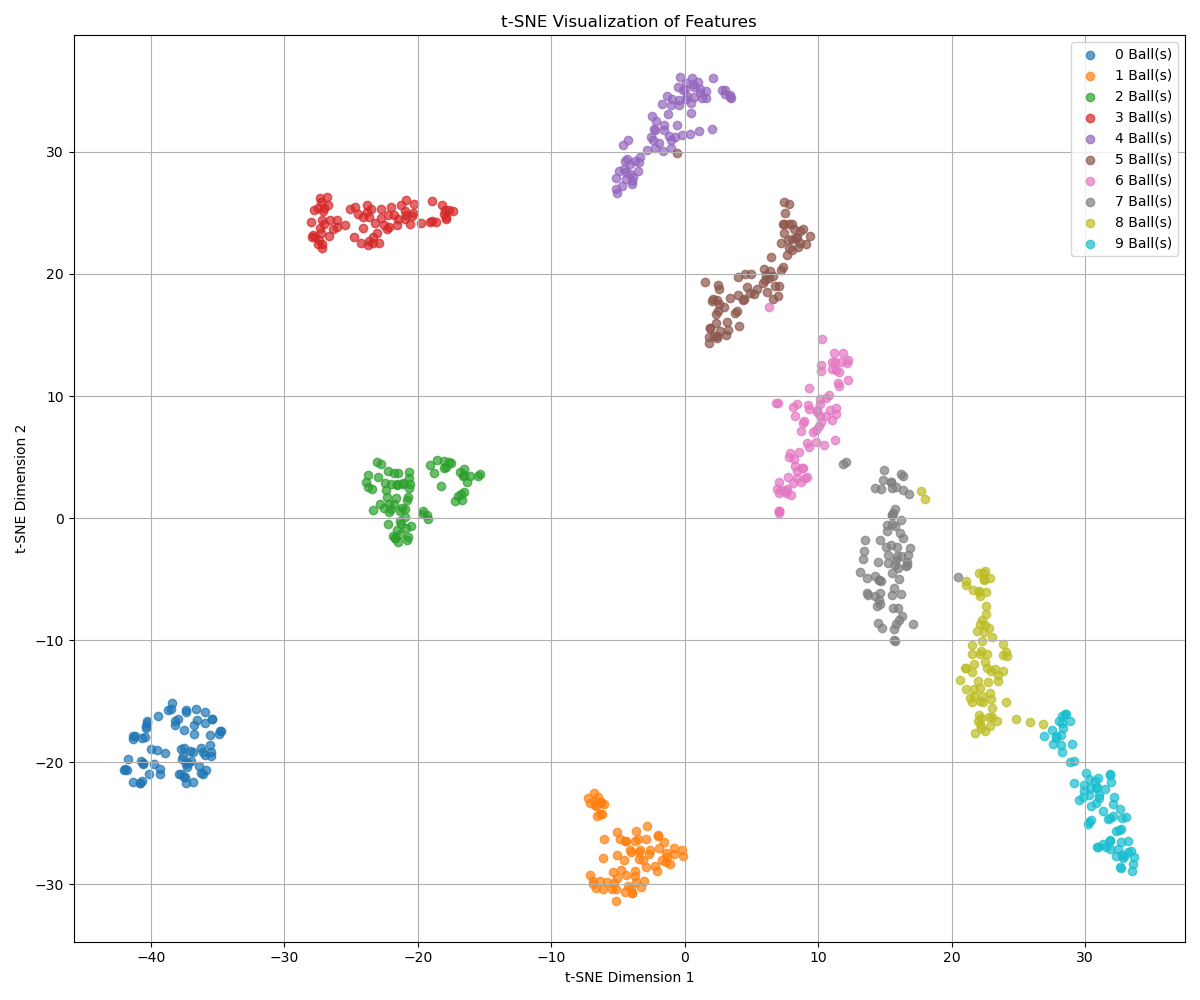 t-SNE Visualization of Features
0 Ball(s)
1 Ball(s)
2 Ball(s)
3 Ball(s)
4 Ball(s)
5 Ball(s)
6 Ball(s)
7 Ball(s)
8 Ball(s)
9 Ball(s)
t-SNE Dimension 2
30
20
10
0
−10
−20
−30
−40
−30
−20
−10
0
10
20
30
t-SNE Dimension 1